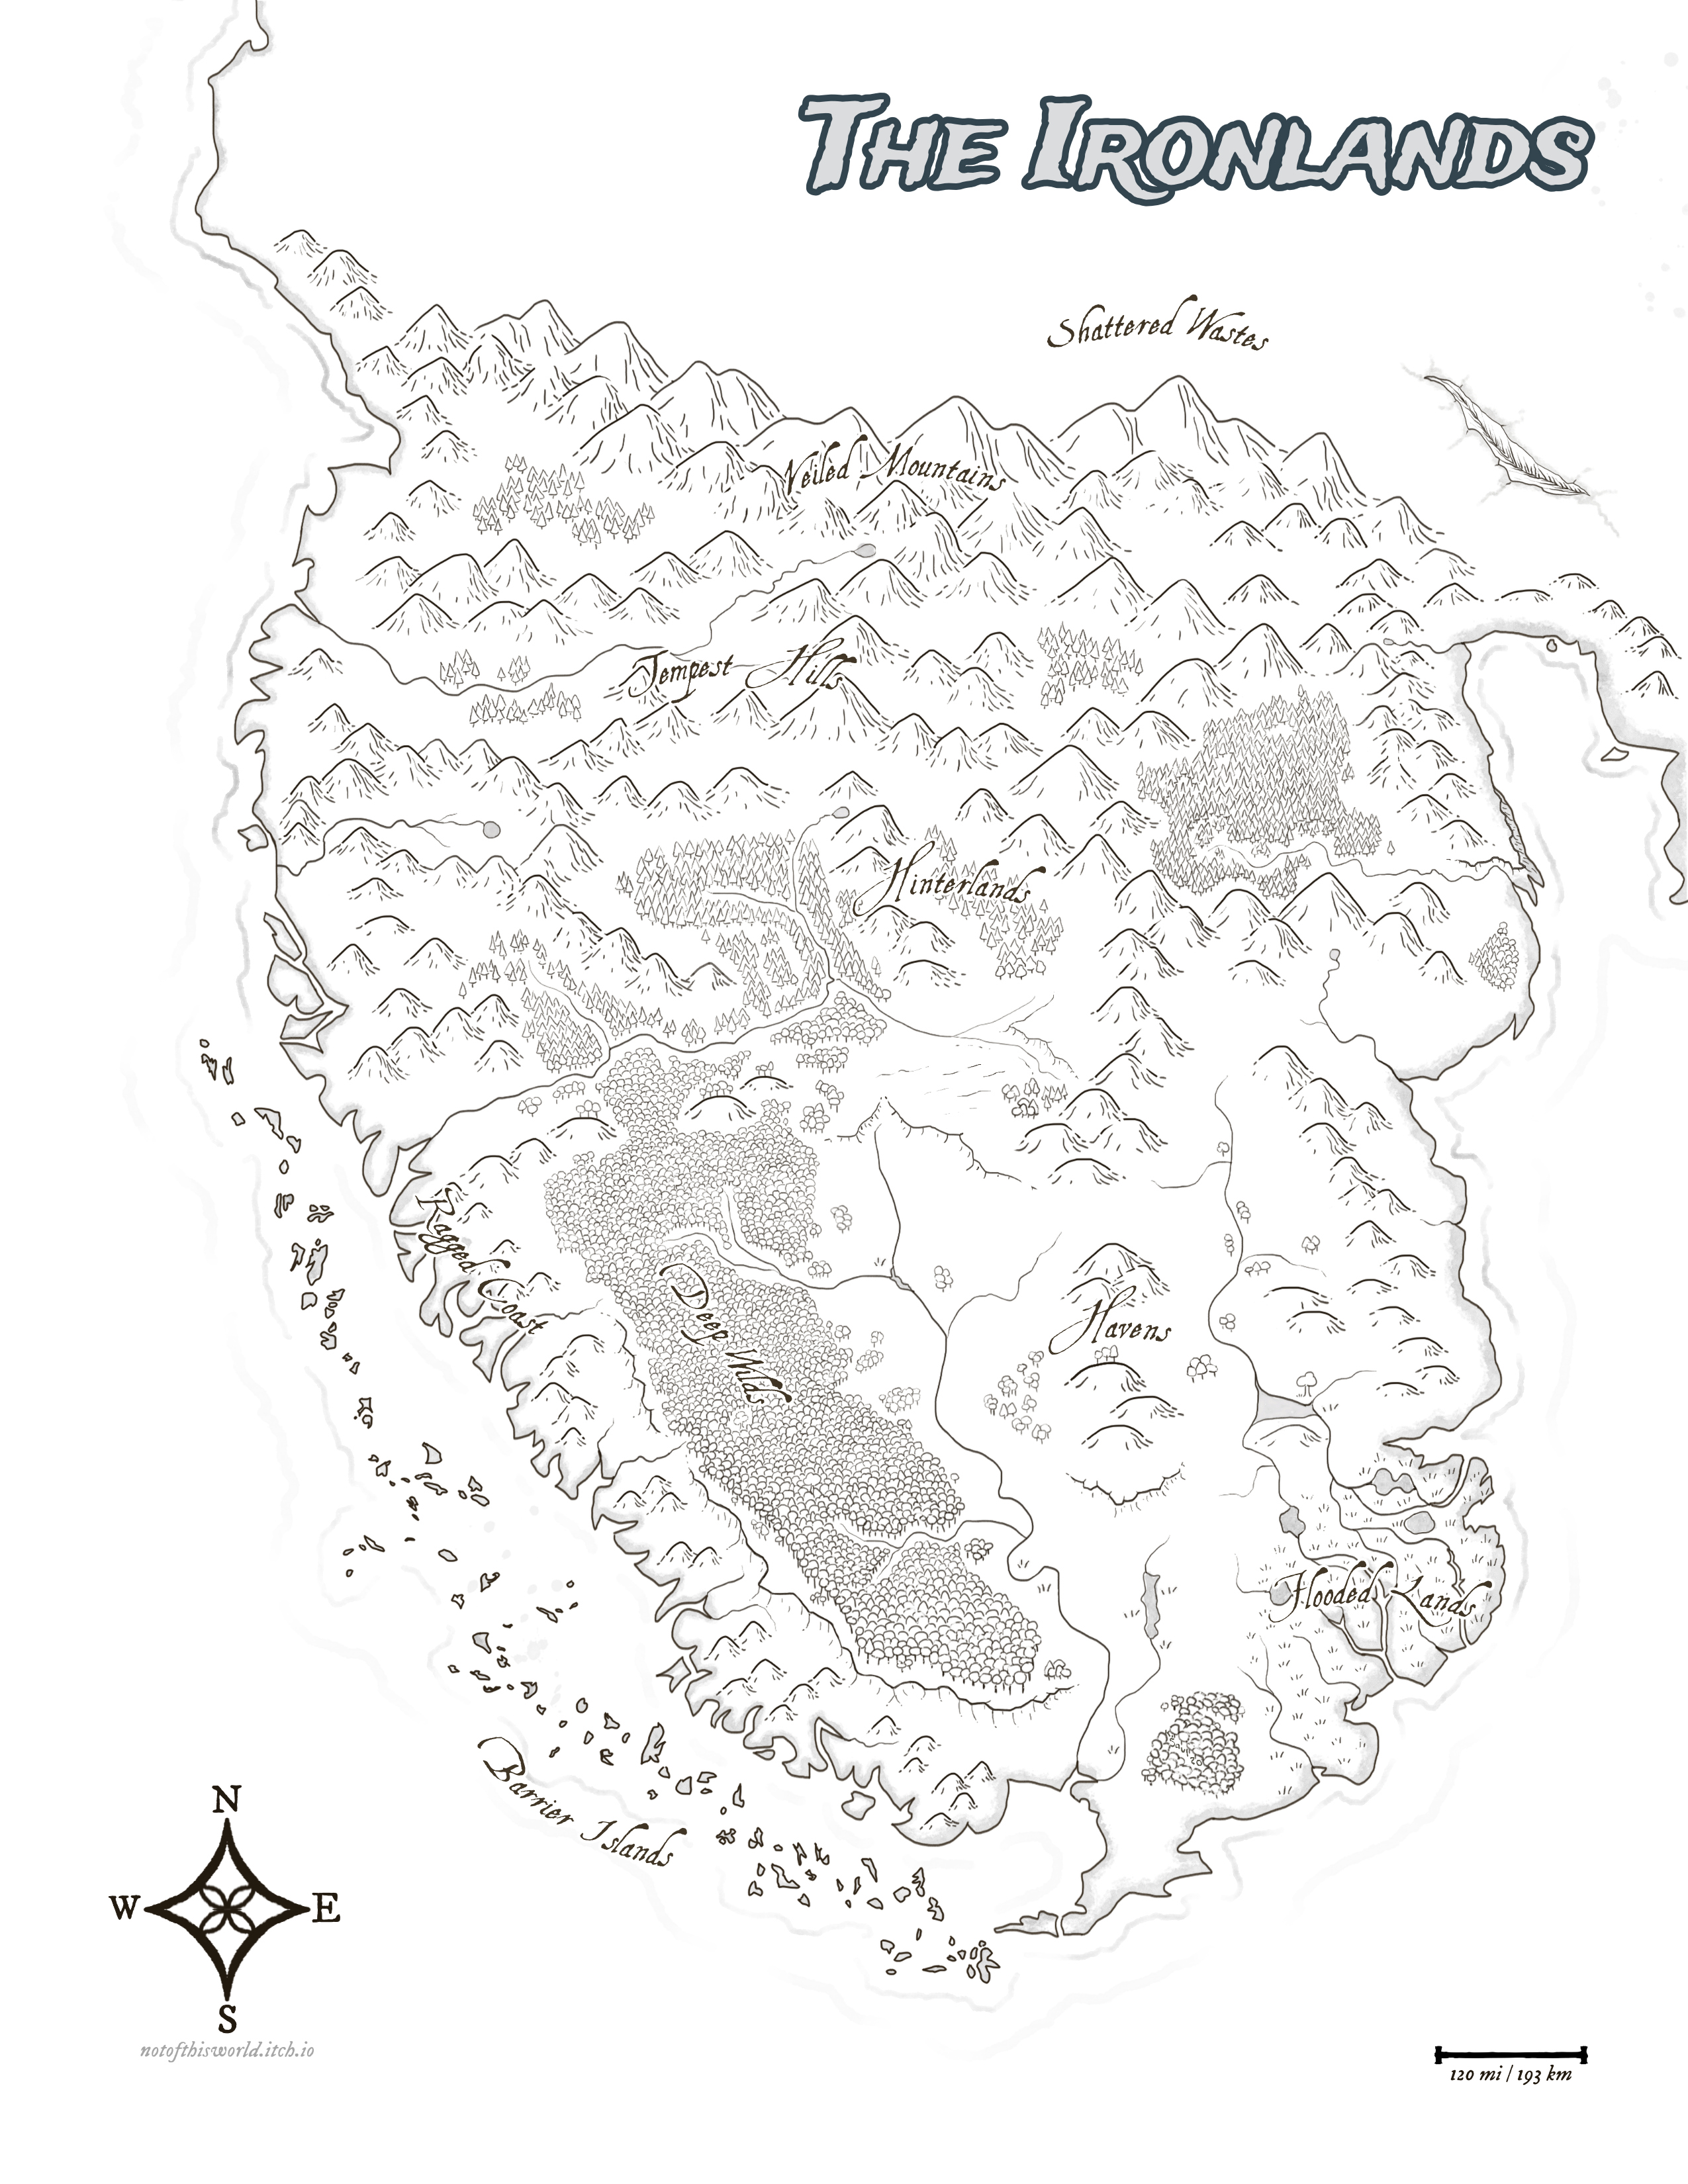 The Ironlands
Shattered Wastes
Veiled Mountains
Tempest Hills
Hinterlands
Ragged Coast
Deep Wilds
Havens
Flooded Lands
Barrier Islands
N
W E
S
notofthisworld.itch.io
120 mi / 193 km